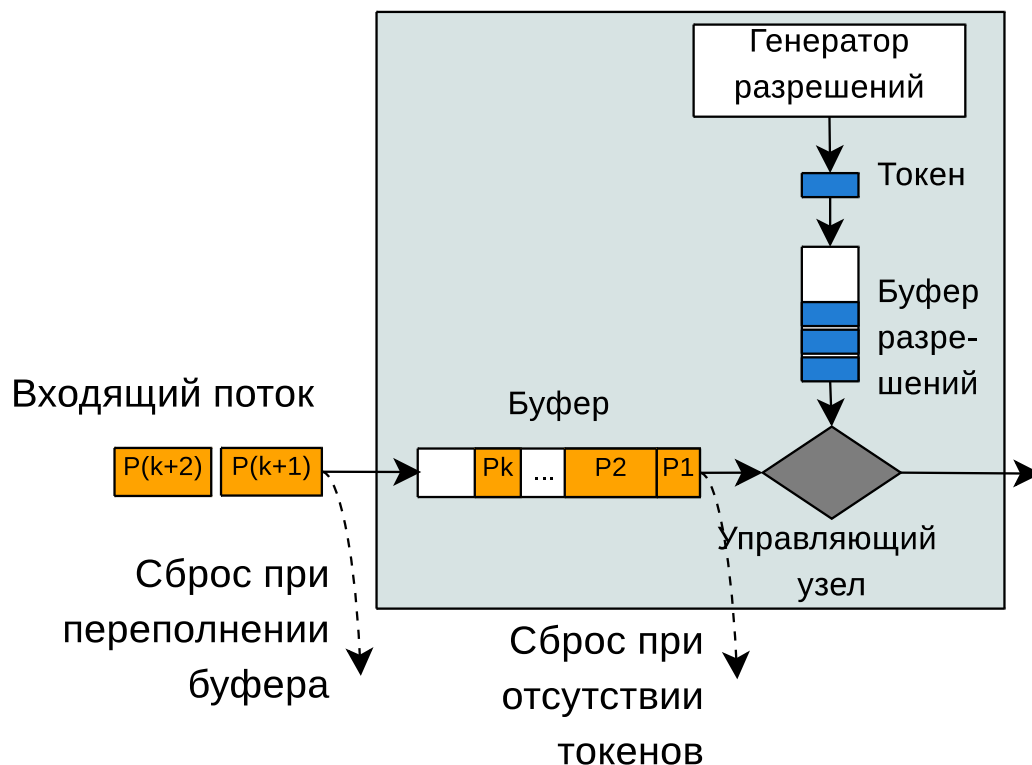 Генератор
разрешений
Токен
Буфер
разре-
шений
Входящий поток
Буфер
P(k+2) P(k+1) Pk ... P2 P1
Управляющий
узел
Сброс при
переполнении
буфера
Сброс при
отсутствии
токенов